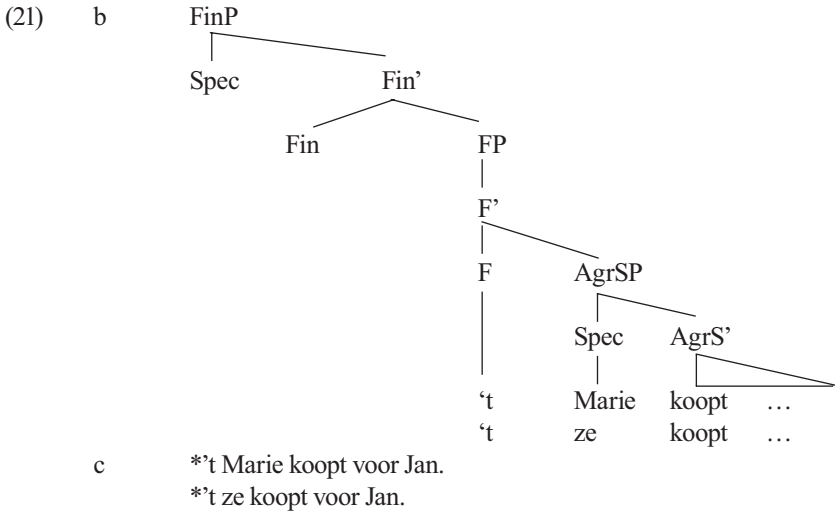 (21) b FinP
Spec Fin’
Fin FP
F’
F AgrSP
Spec AgrS’
‘t Marie koopt …
‘t ze koopt …
c *’t Marie koopt voor Jan.
*’t ze koopt voor Jan.